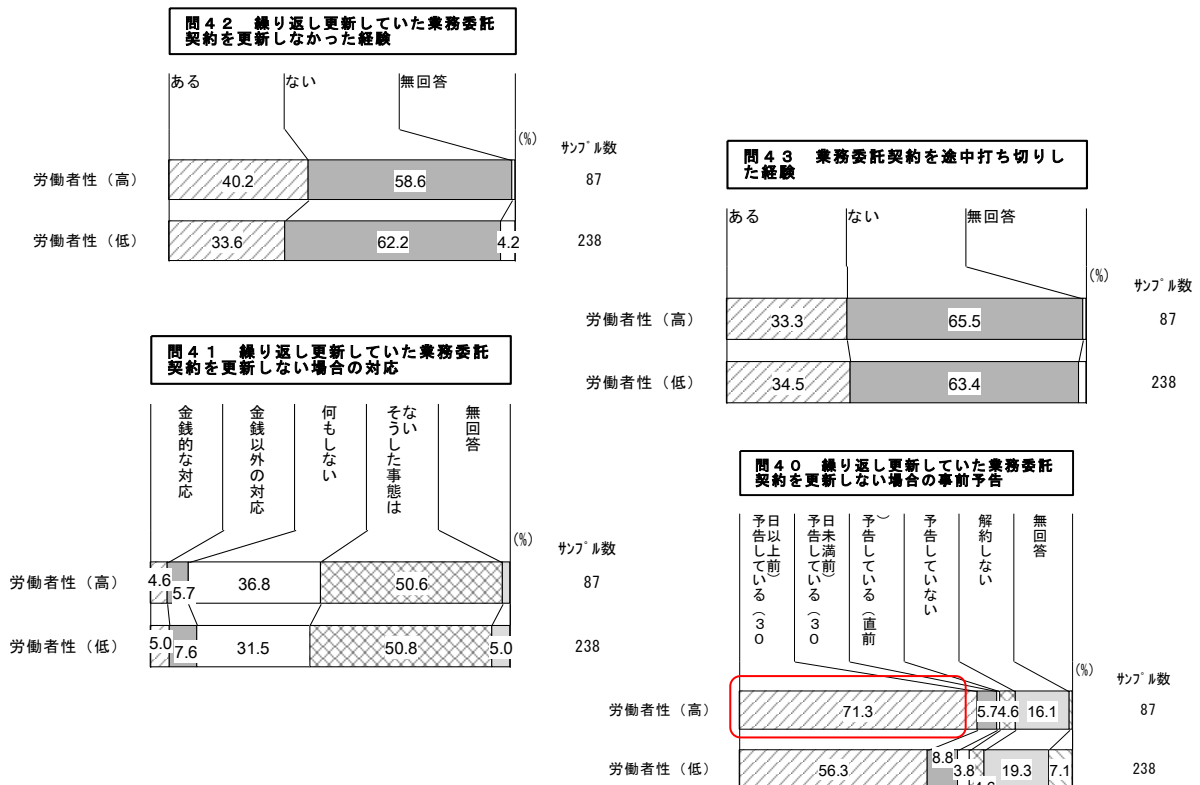 問４２　繰り返し更新していた業務委託
契約を更新しなかった経験
ある
ない
無回答
(%)
サンプル数
労働者性（高）
40.2
58.6
87
労働者性（低）
33.6
62.2
4.2
238
問４３　業務委託契約を途中打ち切りし
た経験
ある
ない
無回答
(%)
サンプル数
労働者性（高）
33.3
65.5
87
労働者性（低）
34.5
63.4
238
問４１　繰り返し更新していた業務委託
契約を更新しない場合の対応
金銭的な対応
金銭以外の対応
何もしない
そうした事態は
ない
無回答
(%)
サンプル数
労働者性（高）
4.6
5.7
36.8
50.6
87
労働者性（低）
5.0
7.6
31.5
50.8
5.0
238
問４０　繰り返し更新していた業務委託
契約を更新しない場合の事前予告
予告している（３０
日以上前）
予告している（３０
日未満前）
予告している（直前
）
予告していない
解約しない
無回答
(%)
サンプル数
労働者性（高）
71.3
5.7
4.6
16.1
87
労働者性（低）
56.3
8.8
3.8
19.3
7.1
238